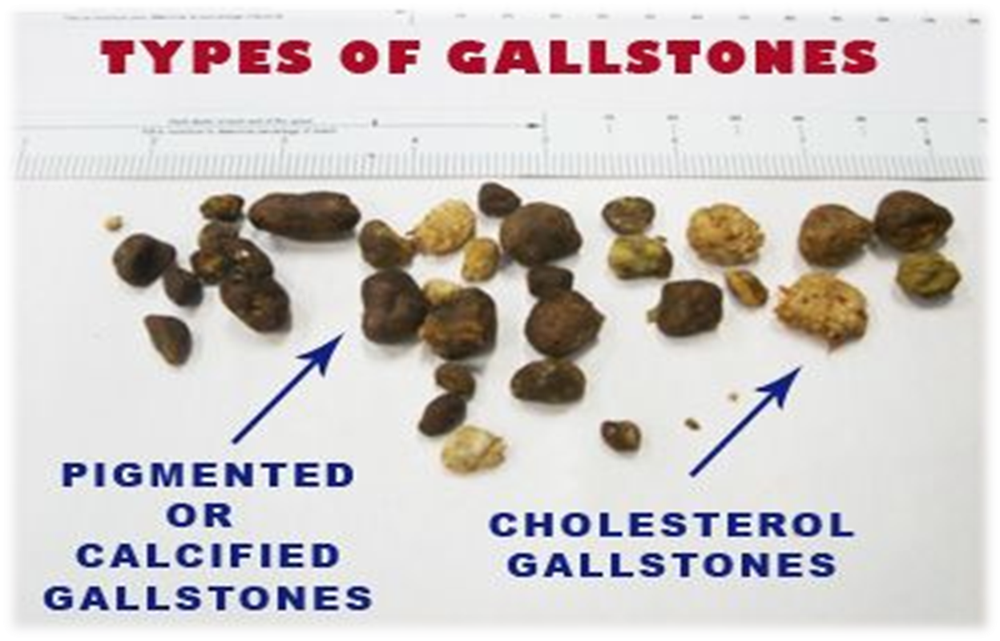 TYPES OF GALLSTONES
PIGMENTED
OR
CALCIFIED
GALLSTONES
CHOLESTEROL
GALLSTONES